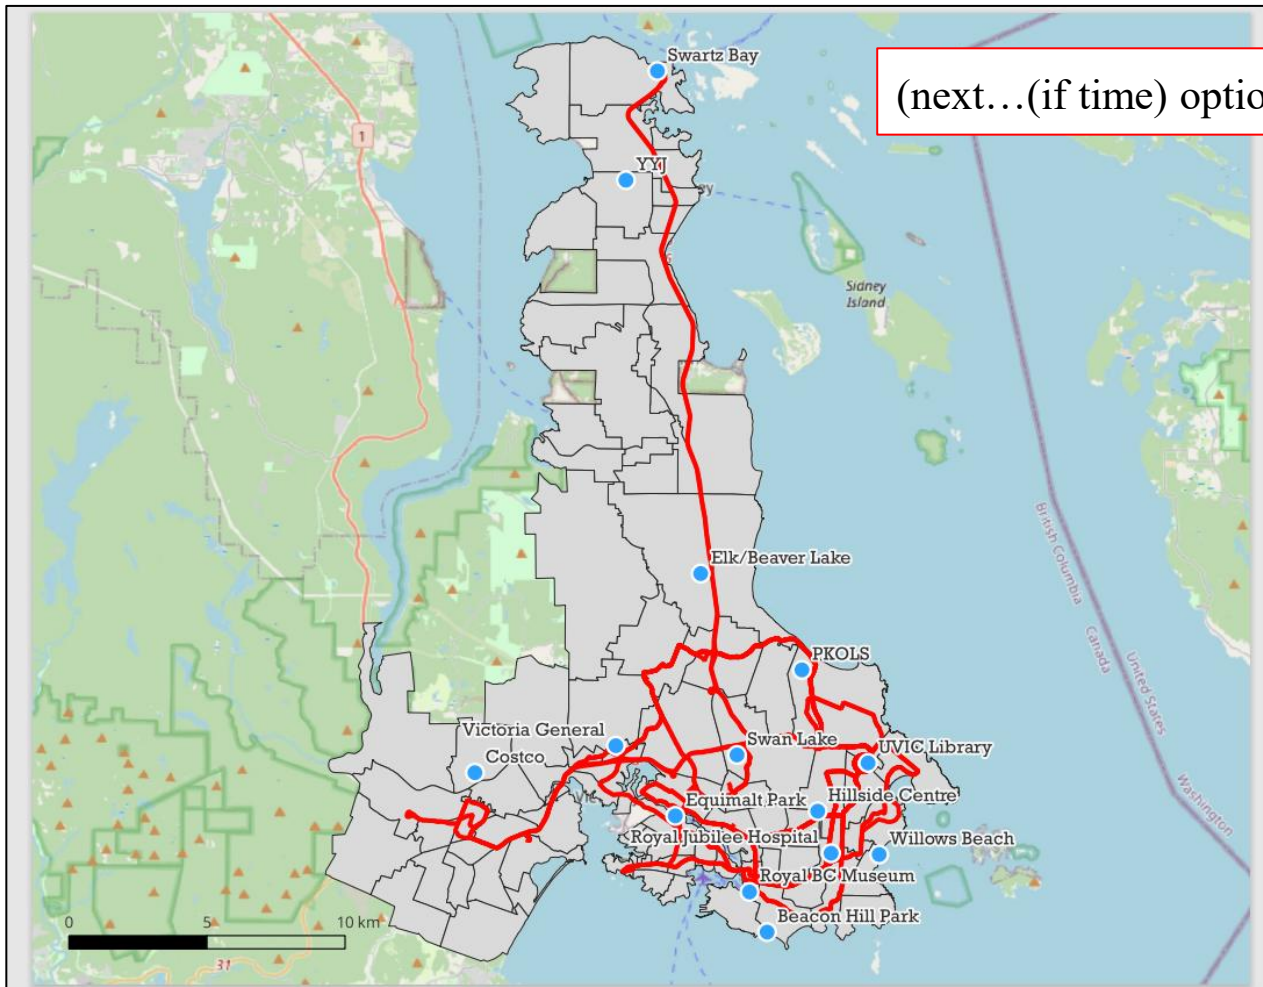 Swartz Bay
(next…(if time) optio
1
YYJ
ey
Sidney
Island
Elk/Beaver Lake
British Columbia
Canada
United States
Washington
PKOLS
Victoria General
Costco
Swan Lake
UVIC Library
Vic
Equimalt Park
Hillside Centre
Royal Jubilee Hospital
Willows Beach
Royal BC Museum
Beacon Hill Park
0 5 10 km
31